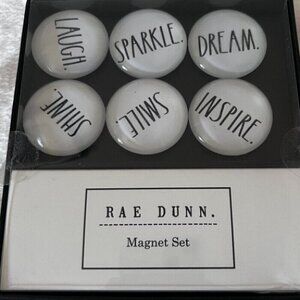 LAUGH.
SPARKLE.
DREAM.
SHINE.
SMILE.
INSPIRE.
RAE DUNN.
Magnet Set